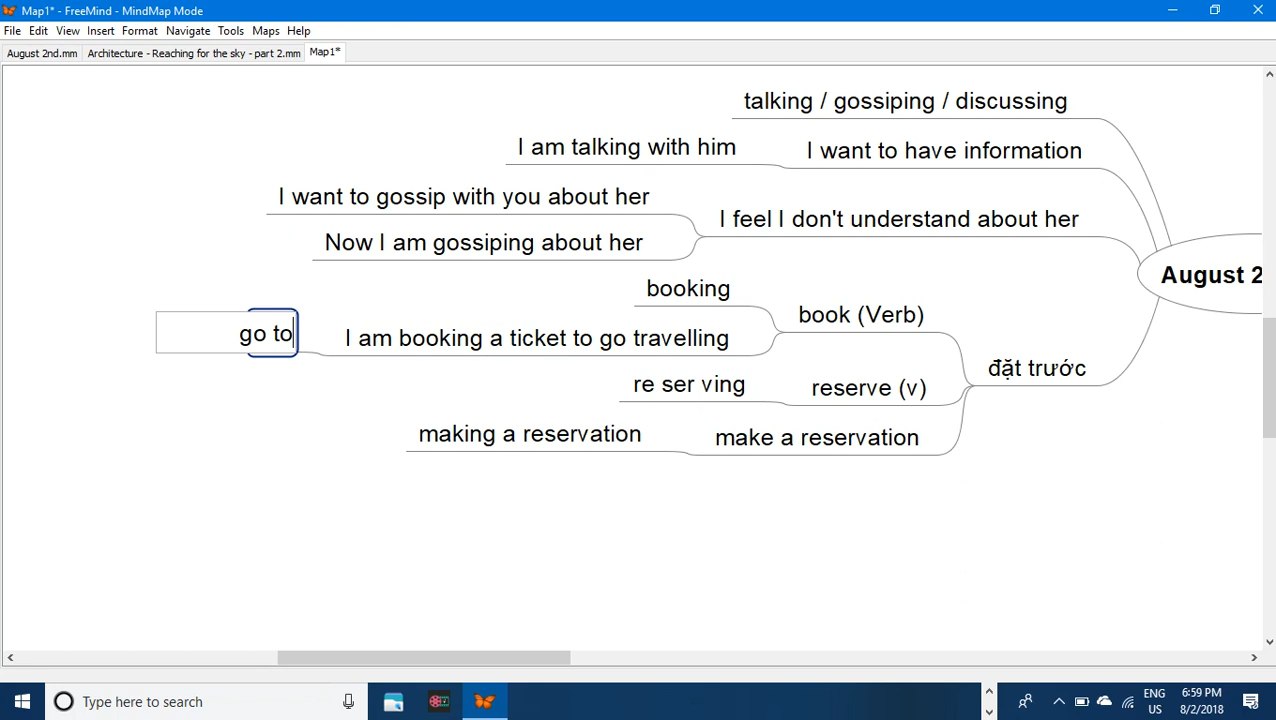 Map1* - FreeMind - MindMap Mode
File Edit View Insert Format Navigate Tools Maps Help
August 2nd.mm Architecture - Reaching for the sky - part 2.mm Map1*
talking / gossiping / discussing
I am talking with him I want to have information
I want to gossip with you about her
I feel I don't understand about her
Now I am gossiping about her
August 2
booking
book (Verb)
go to I am booking a ticket to go travelling
đặt trước
re ser ving reserve (v)
making a reservation make a reservation
Type here to search
ENG
US
6:59 PM
8/2/2018